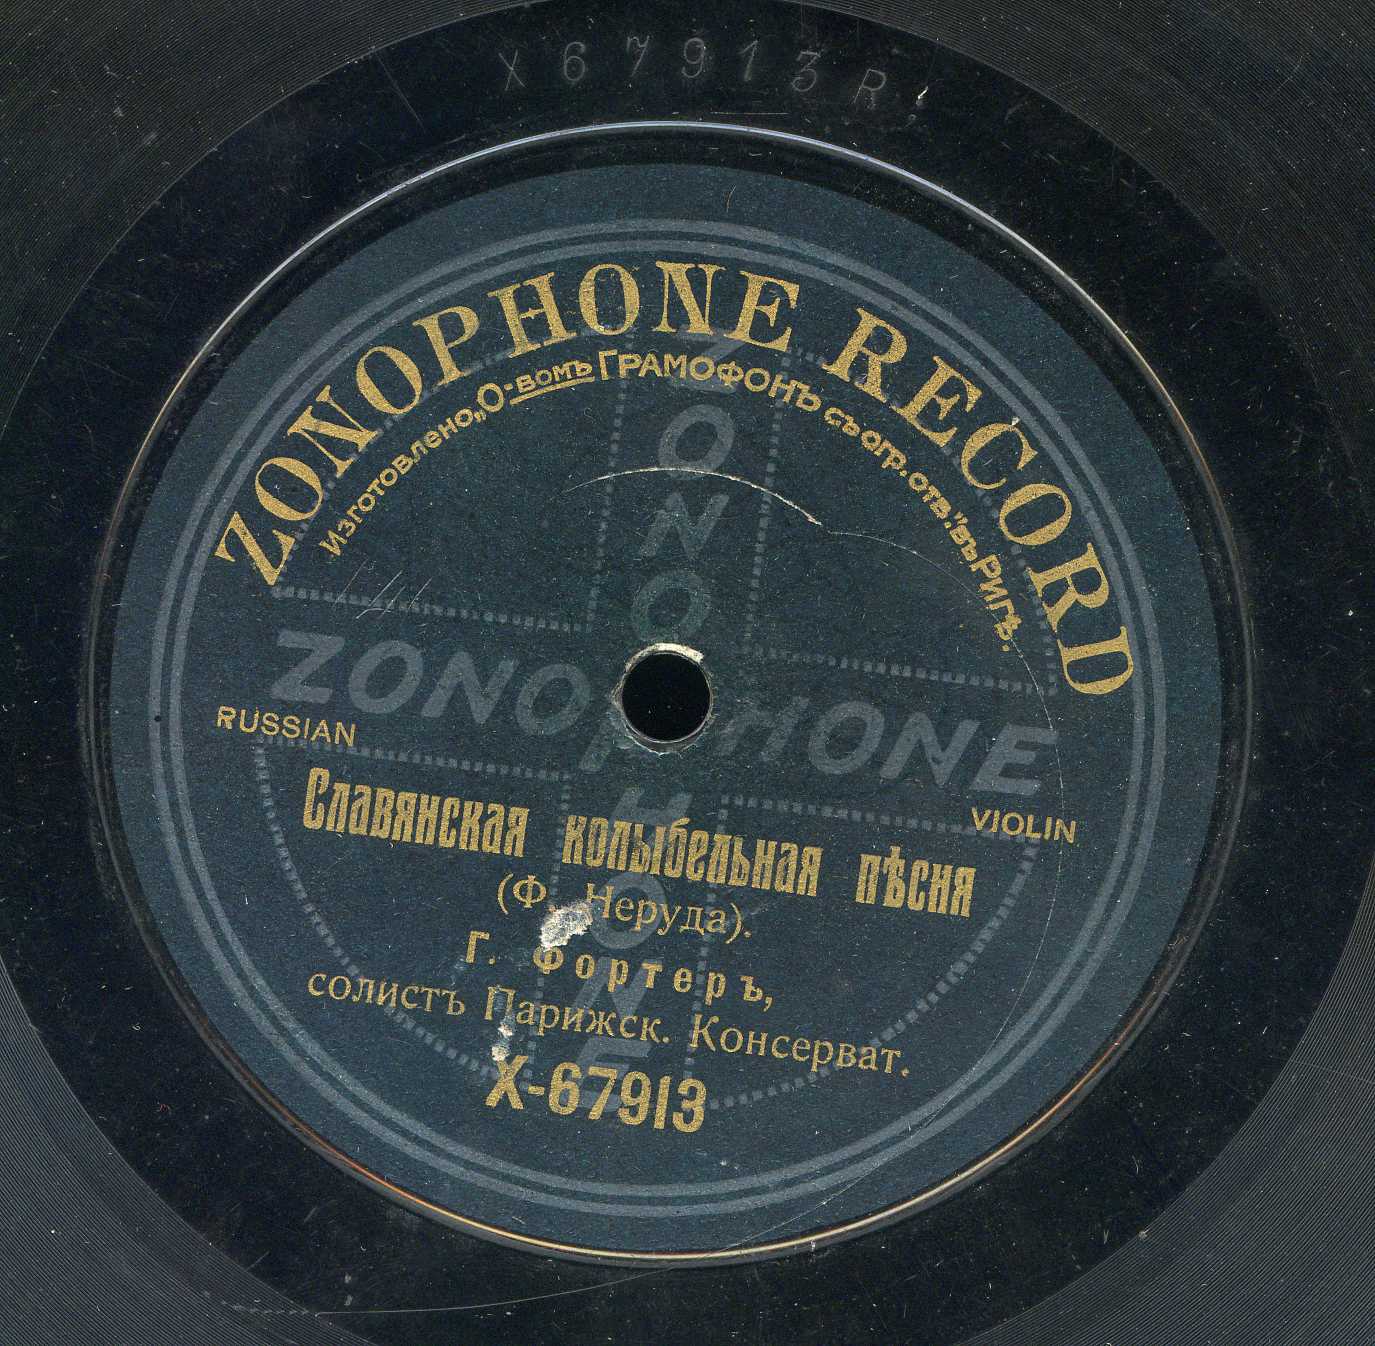 X 67913 R
ZONOPHONE RECORD
Изготовлено „О-вомъ Грамофонъ съ огр. отв." въ Ригѣ.
ZONOPHONE
ZONOPHONE
RUSSIAN
VIOLIN
Славянская колыбельная пѣсня
(Ф. Неруда).
Г. Фортеръ,
солистъ Парижск. Консерват.
X-67913